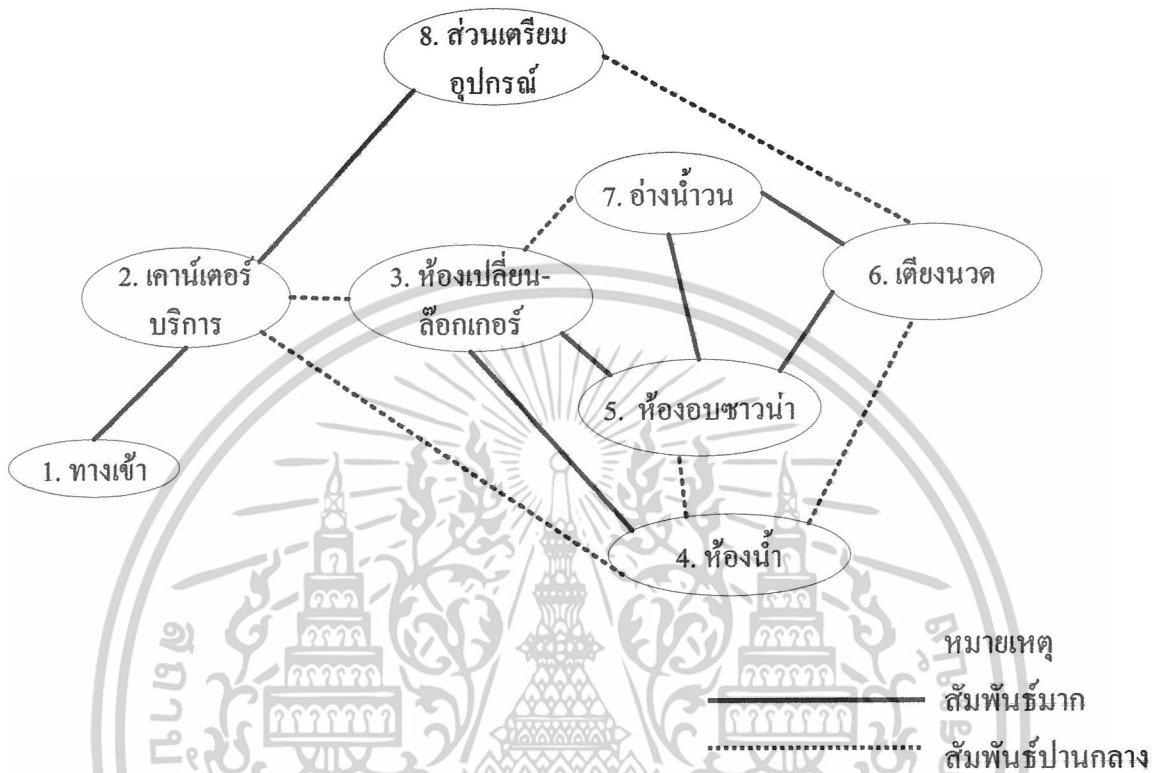 8. ส่วนเตรียม
อุปกรณ์
7. อ่างน้ำวน
2. เคาน์เตอร์
บริการ
3. ห้องเปลี่ยน-
ล๊อกเกอร์
6. เตียงนวด
5. ห้องอบซาวน่า
1. ทางเข้า
4. ห้องน้ำ
หมายเหตุ
สัมพันธ์มาก
สัมพันธ์ปานกลาง